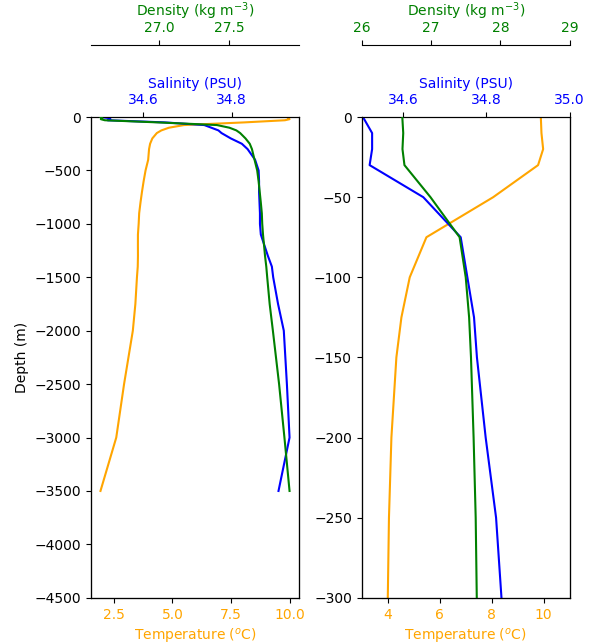 Density (kg m⁻³) Density (kg m⁻³)
27.0 27.5 26 27 28 29
Salinity (PSU) Salinity (PSU)
34.6 34.8 34.6 34.8 35.0
0 0
−500
−50
−1000
−100
−1500
−2000
−150
Depth (m)
−2500
−3000
−200
−3500
−250
−4000
−4500 −300
2.5 5.0 7.5 10.0 4 6 8 10
Temperature (°C) Temperature (°C)